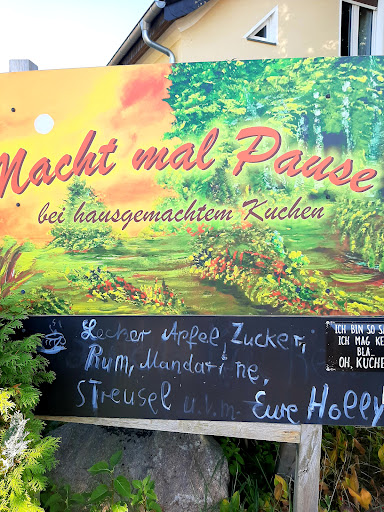 Macht mal Pause
bei hausgemachtem Kuchen
Lecker Apfel, Zucker,
Rum, Mandarine,
Streusel u.v.m. Eure Holly
ICH BIN SO
ICH MAG KE
BLA...
OH, KUCHE